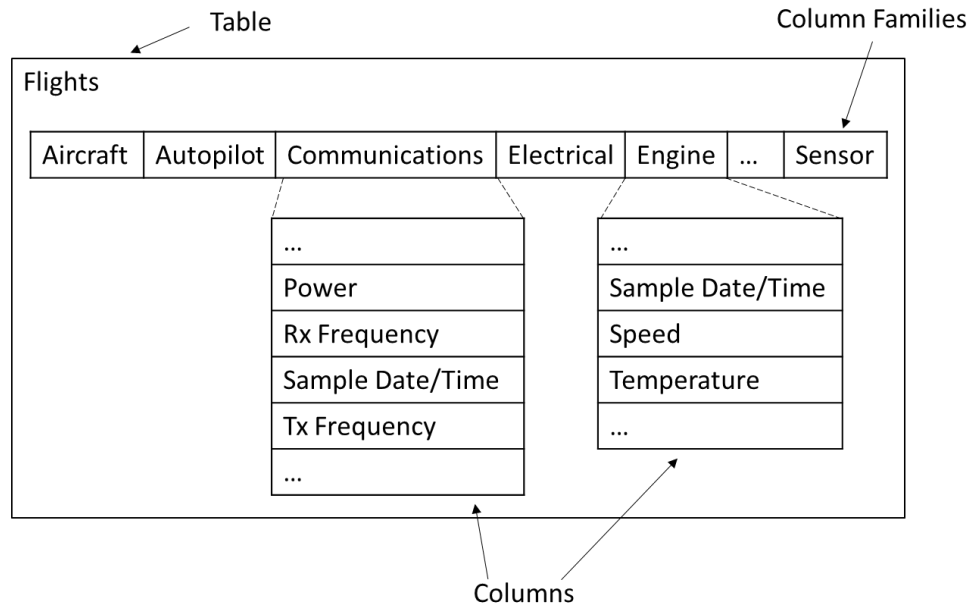 Table
Column Families
Flights
Aircraft Autopilot Communications Electrical Engine ... Sensor
...
Power
Rx Frequency
Sample Date/Time
Tx Frequency
...
...
Sample Date/Time
Speed
Temperature
...
Columns